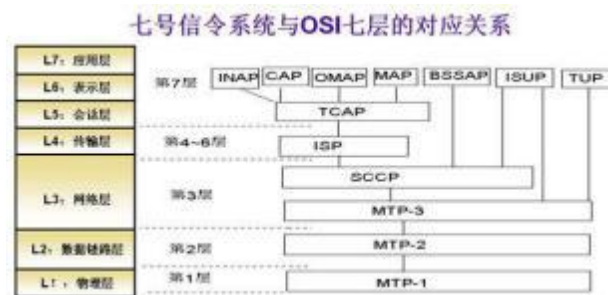 七号信令系统与OSI七层的对应关系
L7：应用层
L6：表示层
L5：会话层
L4：传输层
L3：网络层
L2：数据链路层
L1：物理层
第7层
第4~6层
第3层
第2层
第1层
INAP CAP OMAP MAP BSSAP ISUP TUP
TCAP
ISP
SCCP
MTP-3
MTP-2
MTP-1